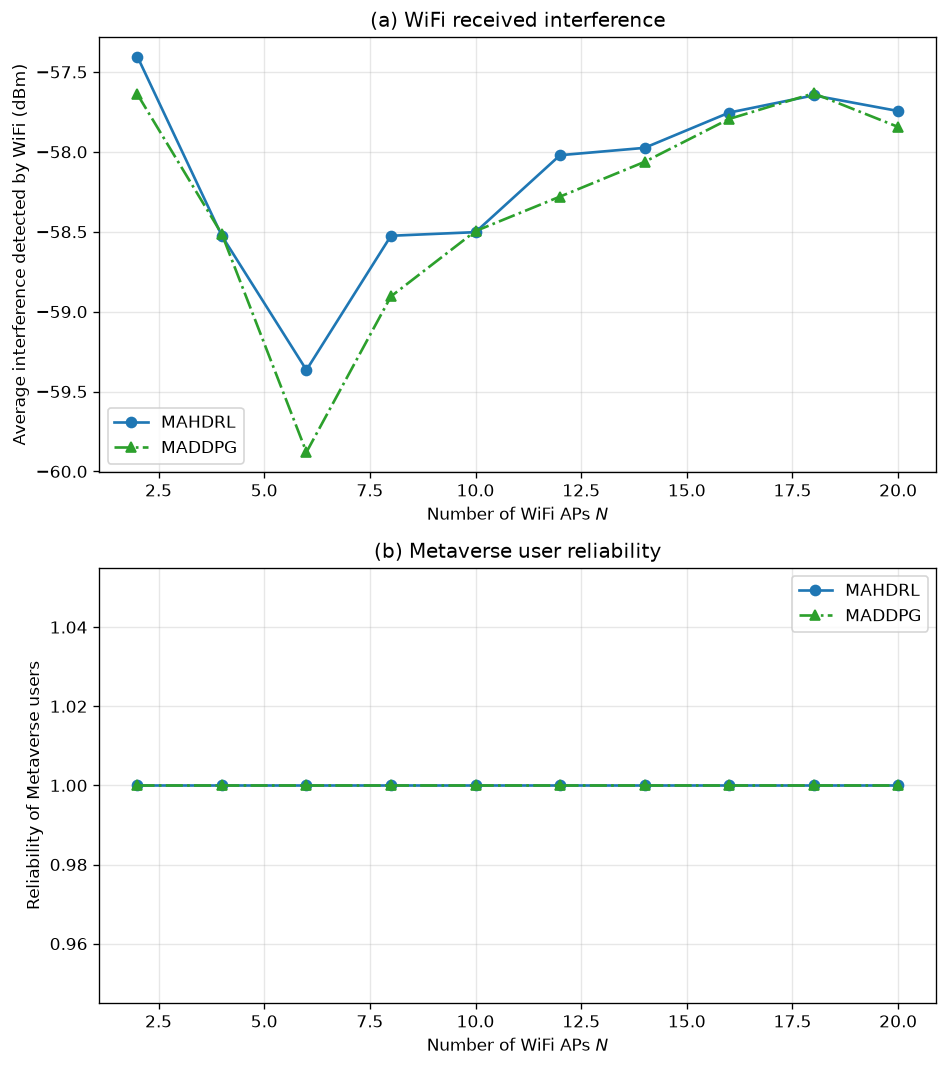 (a) WiFi received interference
Average interference detected by WiFi (dBm)
−57.5
−58.0
−58.5
−59.0
−59.5
−60.0
MAHDRL
MADDPG
2.5 5.0 7.5 10.0 12.5 15.0 17.5 20.0
Number of WiFi APs N
(b) Metaverse user reliability
Reliability of Metaverse users
1.04
1.02
1.00
0.98
0.96
MAHDRL
MADDPG
2.5 5.0 7.5 10.0 12.5 15.0 17.5 20.0
Number of WiFi APs N